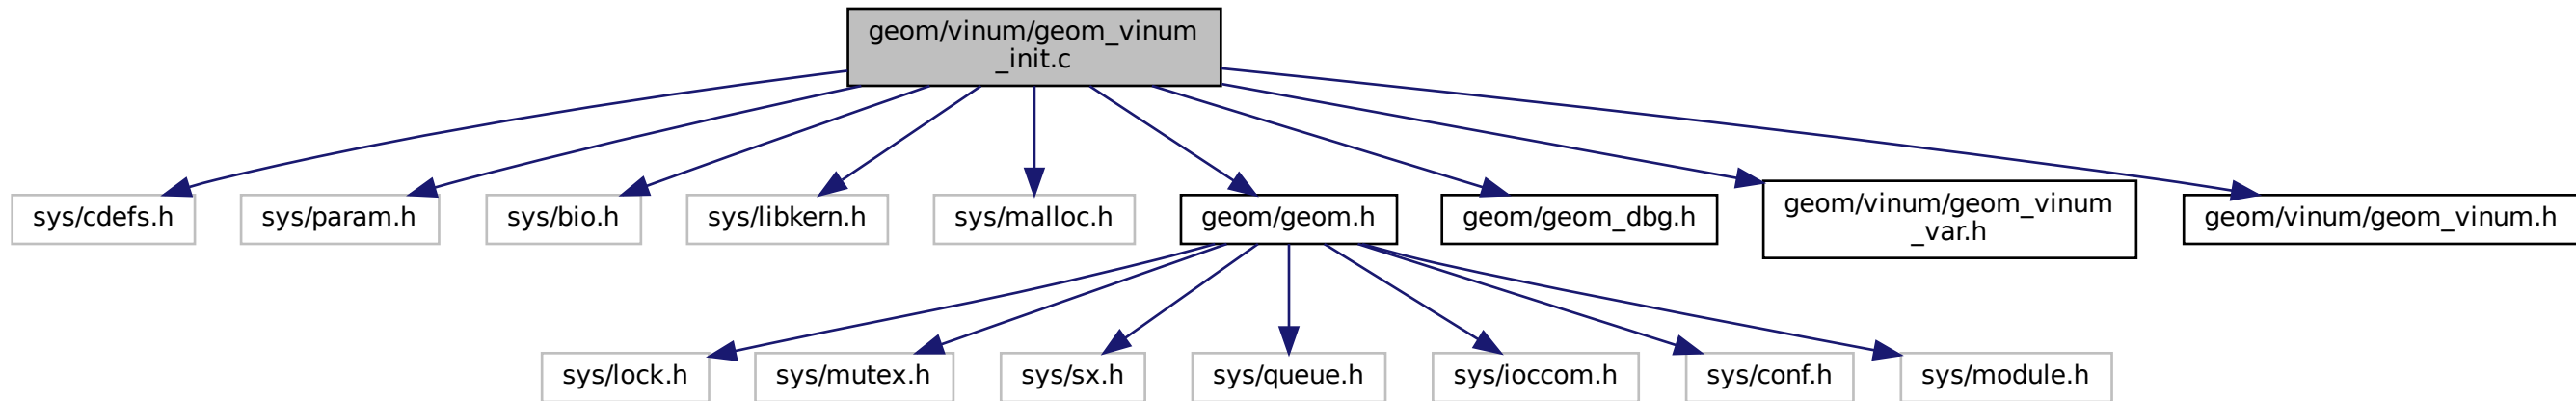 geom/vinum/geom_vinum
_init.c
sys/cdefs.h
sys/param.h
sys/bio.h
sys/libkern.h
sys/malloc.h
geom/geom.h
geom/geom_dbg.h
geom/vinum/geom_vinum
_var.h
geom/vinum/geom_vinum.h
sys/lock.h
sys/mutex.h
sys/sx.h
sys/queue.h
sys/ioccom.h
sys/conf.h
sys/module.h